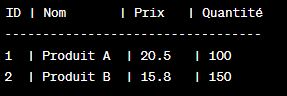 ID | Nom       | Prix   | Quantité
----------------------------------
1  | Produit A  | 20.5   | 100
2  | Produit B  | 15.8   | 150